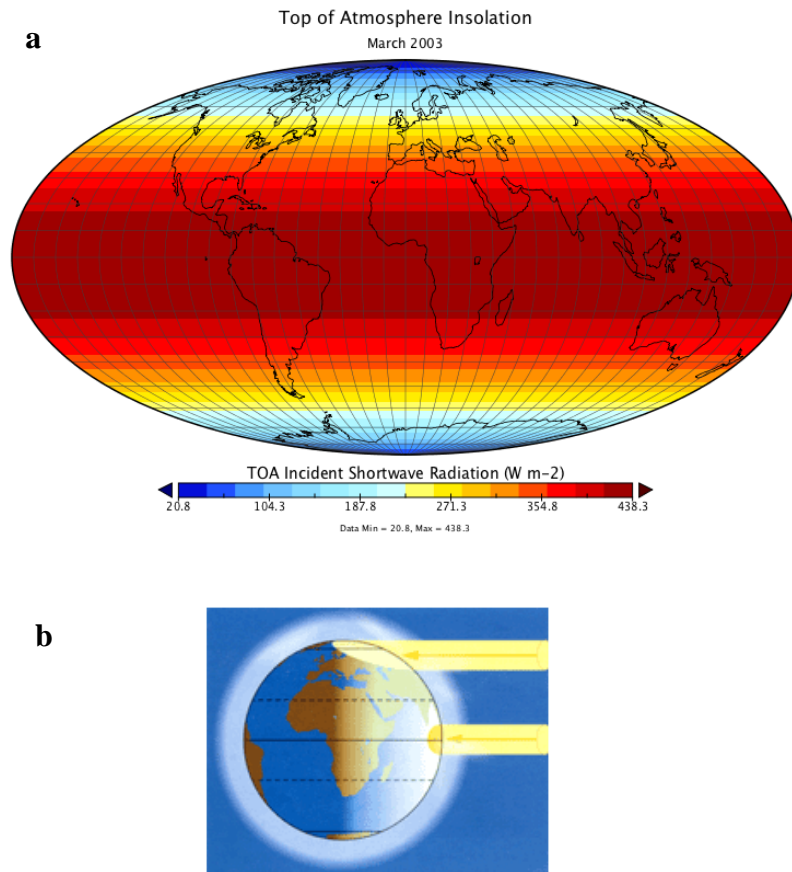 Top of Atmosphere Insolation
a
March 2003
TOA Incident Shortwave Radiation (W m-2)
20.8 104.3 187.8 271.3 354.8 438.3
Data Min = 20.8, Max = 438.3
b